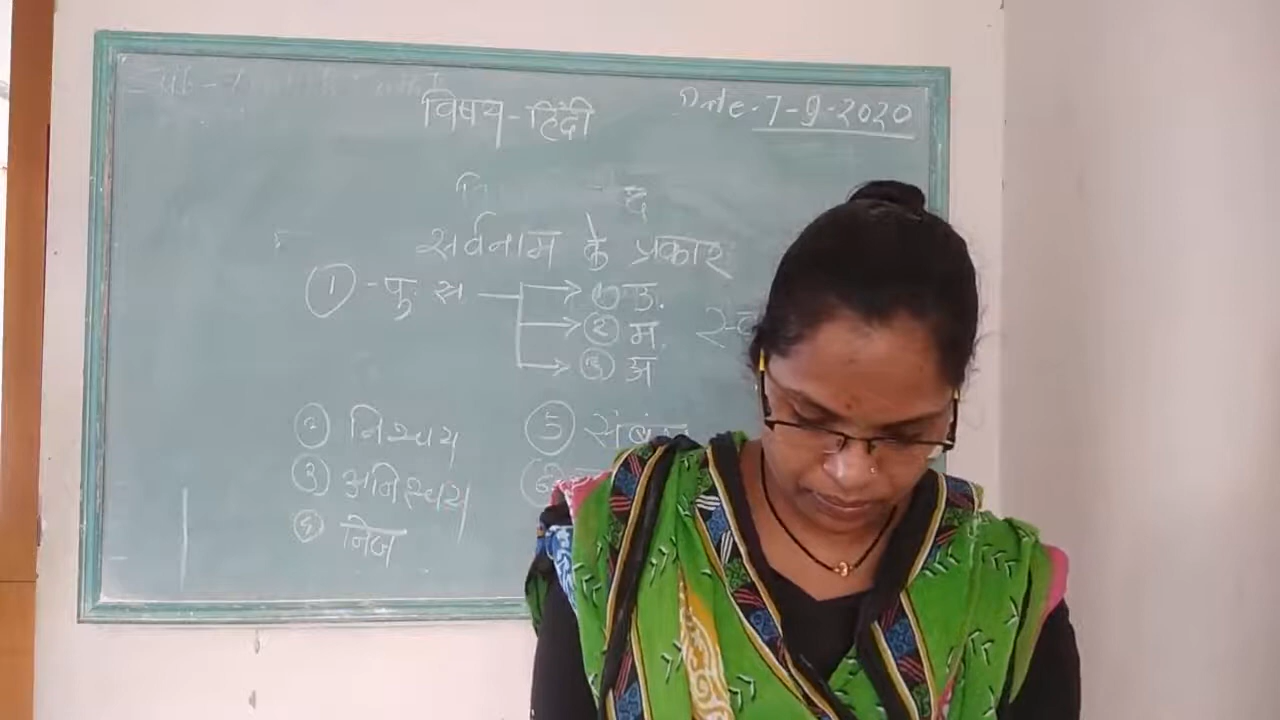 विषय-हिंदी
Date-7-9-2020
सर्वनाम के प्रकार
① - पु. स → ① उ.
→ ② म.
→ ③ अ
② निश्चय ⑤
③ अनिश्चय ⑥
④ निज